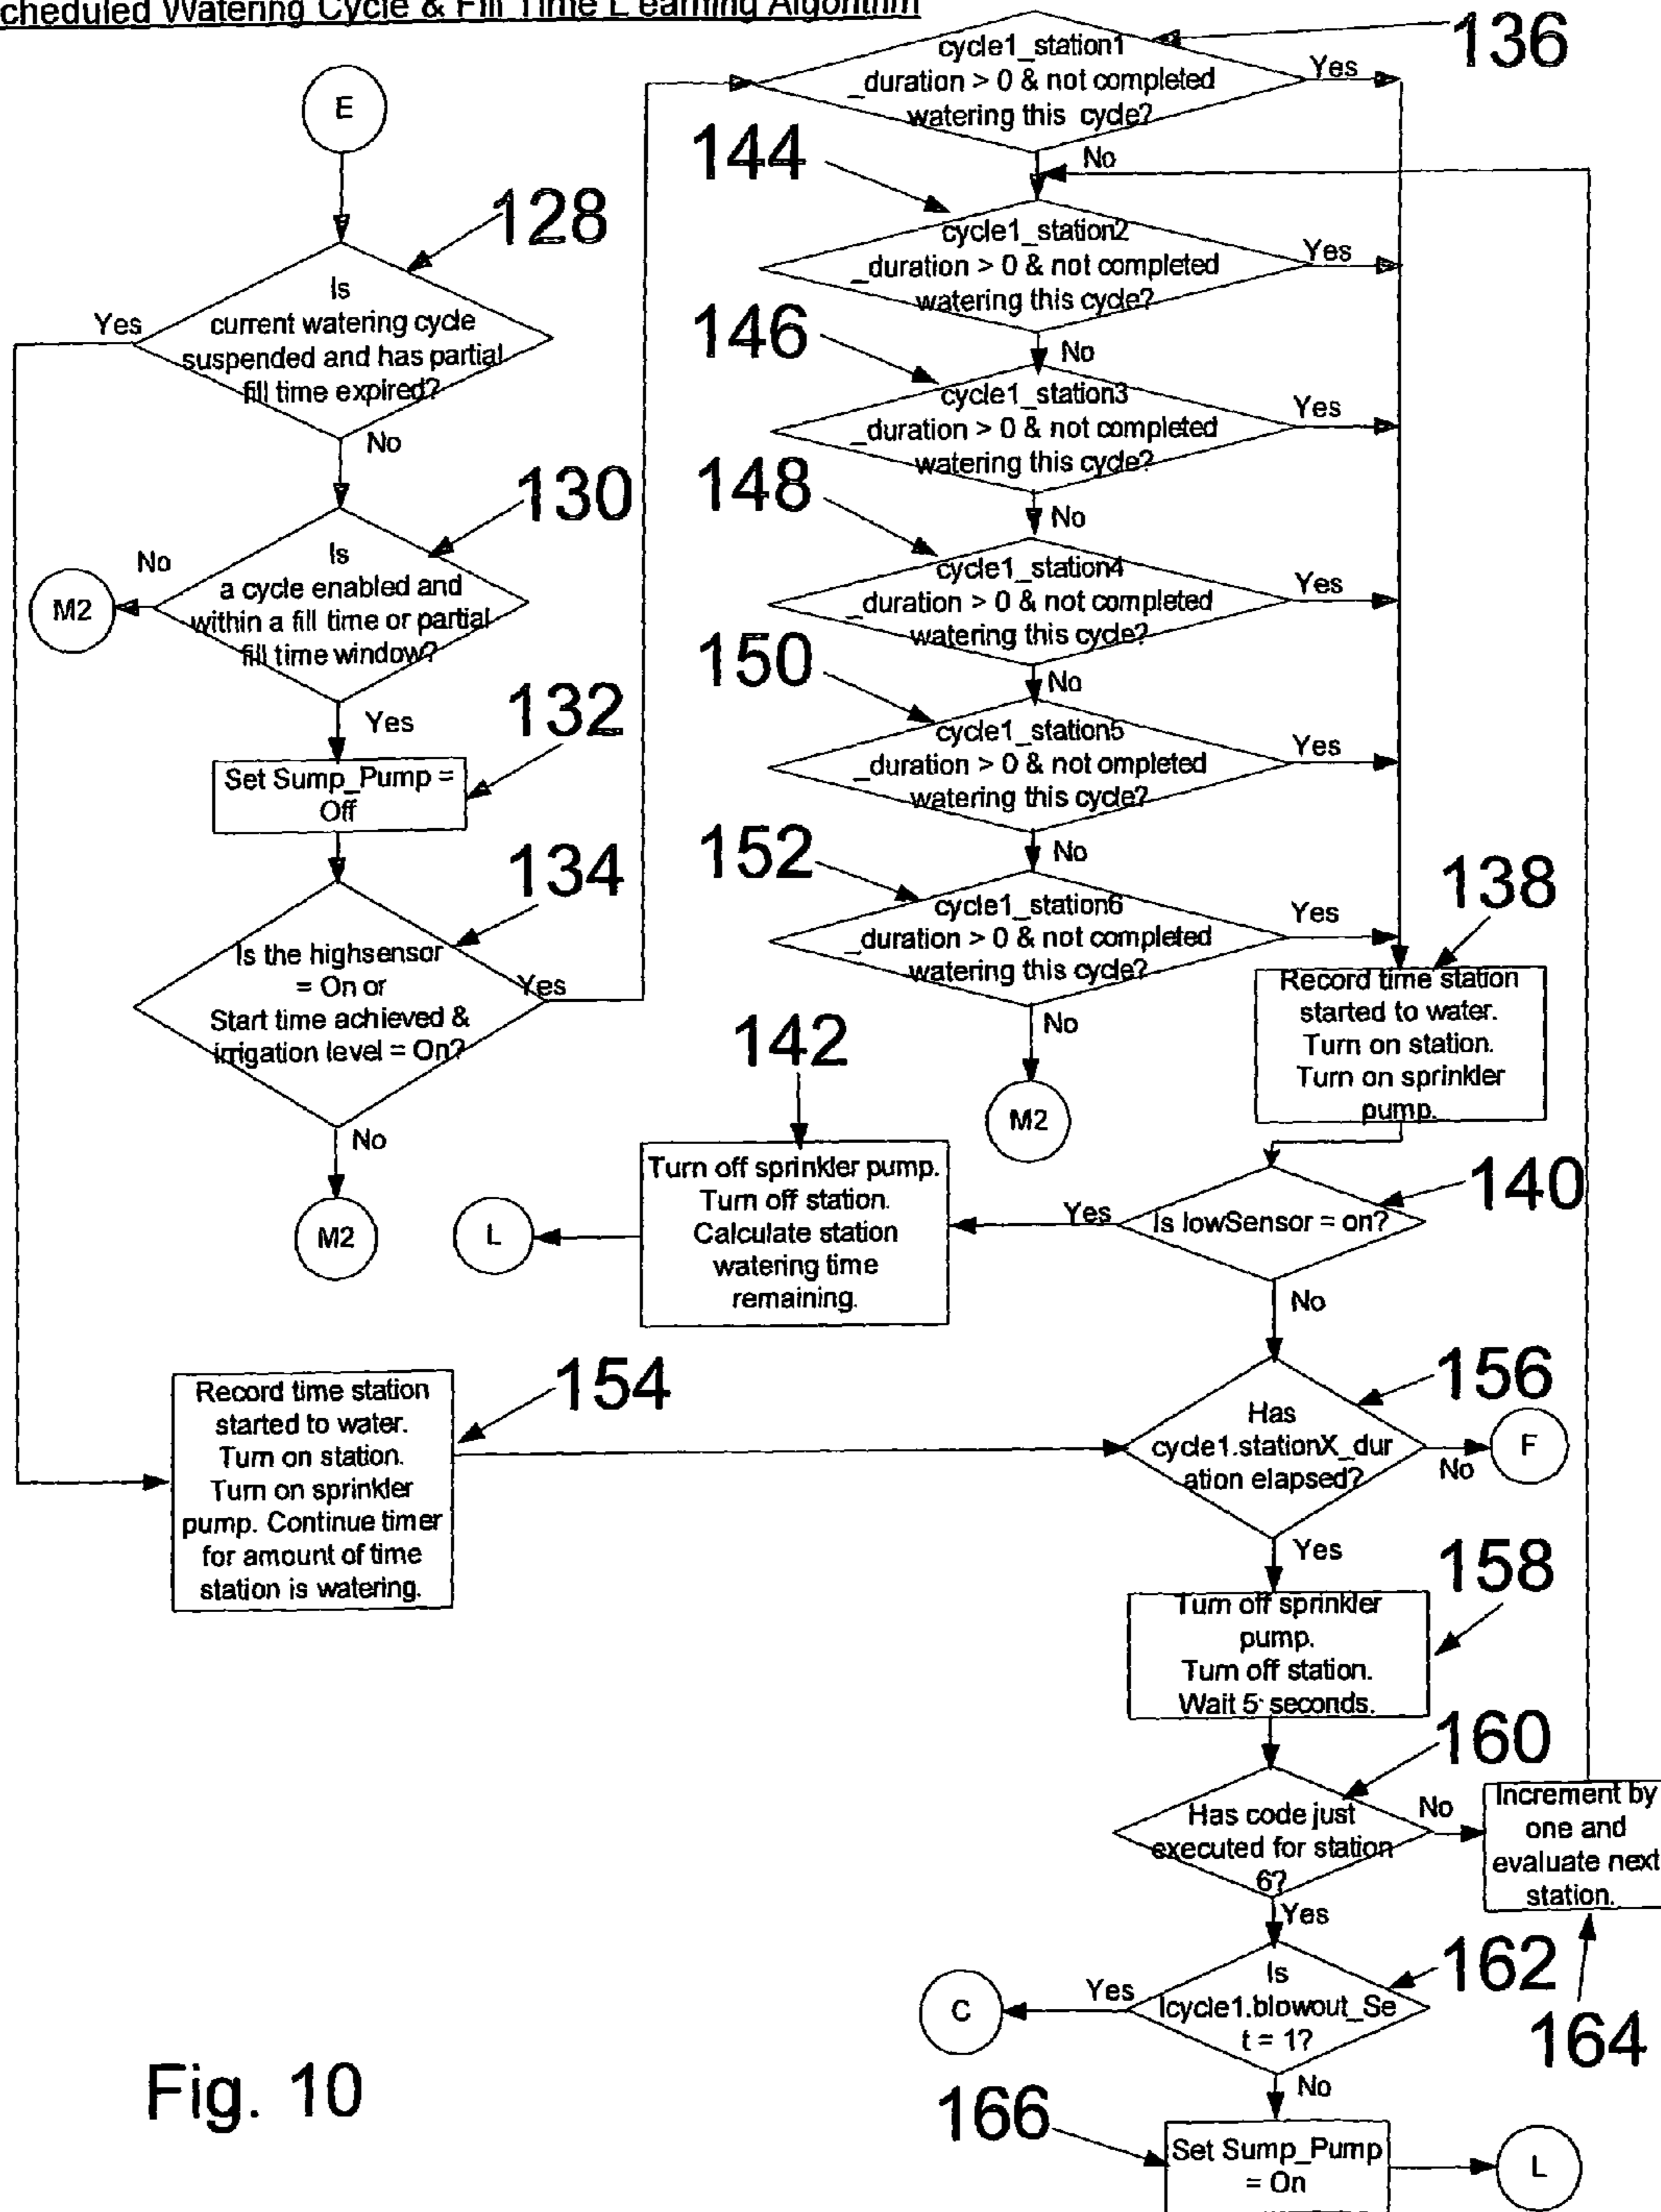 cheduled Watering Cycle & Fill Time Learning Algorithm
E
128
Is
current watering cycle
suspended and has partial
fill time expired?
Yes
No
130
Is
a cycle enabled and
within a fill time or partial
fill time window?
No
M2
Yes
132
Set Sump_Pump =
Off
134
Is the highsensor
= On or
Start time achieved &
irrigation level = On?
Yes
No
M2
136
cycle1_station1
_duration > 0 & not completed
watering this cycle?
Yes
No
144
cycle1_station2
_duration > 0 & not completed
watering this cycle?
Yes
No
146
cycle1_station3
_duration > 0 & not completed
watering this cycle?
Yes
No
148
cycle1_station4
_duration > 0 & not completed
watering this cycle?
Yes
No
150
cycle1_station5
_duration > 0 & not ompleted
watering this cycle?
Yes
No
152
cycle1_station6
_duration > 0 & not completed
watering this cycle?
Yes
No
M2
138
Record time station
started to water.
Turn on station.
Turn on sprinkler
pump.
140
Is lowSensor = on?
Yes
No
142
Turn off sprinkler pump.
Turn off station.
Calculate station
watering time
remaining.
L
154
Record time station
started to water.
Turn on station.
Turn on sprinkler
pump. Continue timer
for amount of time
station is watering.
156
Has
cycle1.stationX_dur
ation elapsed?
No
F
Yes
158
Turn off sprinkler
pump.
Turn off station.
Wait 5 seconds.
160
Has code just
executed for station
6?
No
Increment by
one and
evaluate next
station.
164
Yes
162
Is
Icycle1.blowout_Se
t = 1?
Yes
C
No
166
Set Sump_Pump
= On
L
Fig. 10